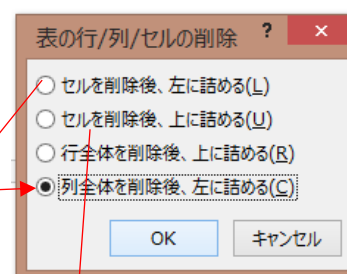 表の行/列/セルの削除 ? ×
セルを削除後、左に詰める(L)
セルを削除後、上に詰める(U)
行全体を削除後、上に詰める(R)
列全体を削除後、左に詰める(C)
OK キャンセル